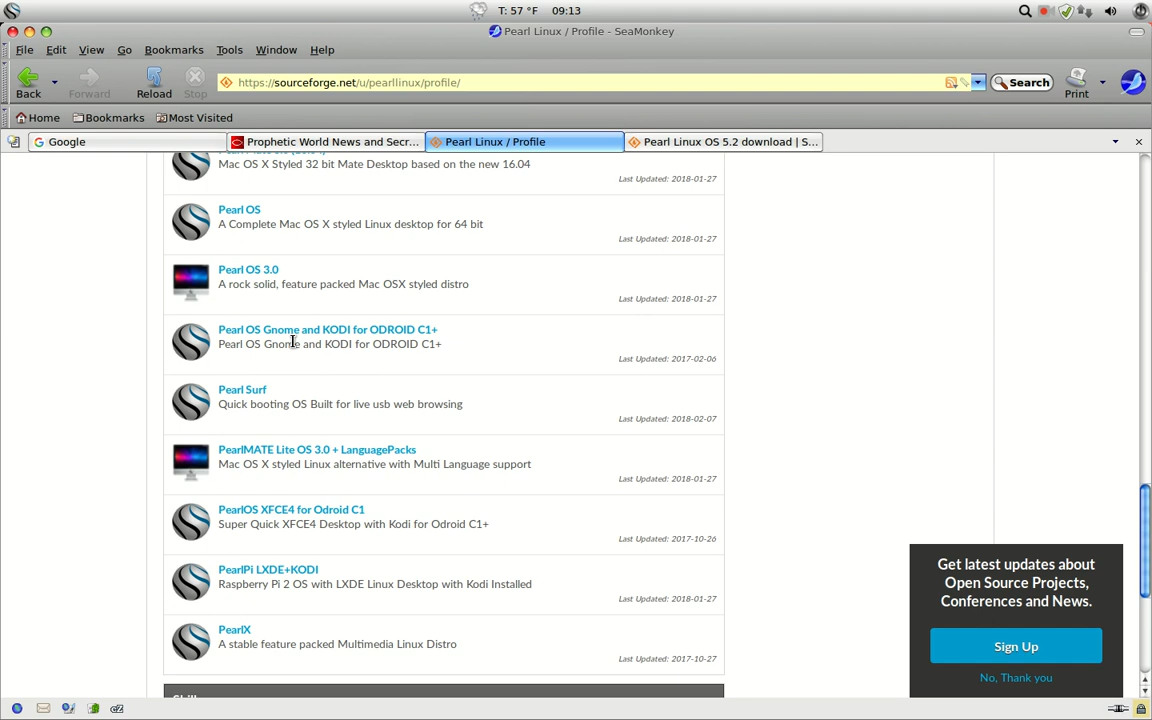 T: 57 °F 09:13
Pearl Linux / Profile - SeaMonkey
File Edit View Go Bookmarks Tools Window Help
Back Forward Reload Stop https://sourceforge.net/u/pearllinux/profile/ Search Print
Home Bookmarks Most Visited
Google Prophetic World News and Secr... Pearl Linux / Profile Pearl Linux OS 5.2 download | S...
Mac OS X Styled 32 bit Mate Desktop based on the new 16.04
Last Updated: 2018-01-27
Pearl OS
A Complete Mac OS X styled Linux desktop for 64 bit
Last Updated: 2018-01-27
Pearl OS 3.0
A rock solid, feature packed Mac OSX styled distro
Last Updated: 2018-01-27
Pearl OS Gnome and KODI for ODROID C1+
Pearl OS Gnome and KODI for ODROID C1+
Last Updated: 2017-02-06
Pearl Surf
Quick booting OS Built for live usb web browsing
Last Updated: 2018-02-07
PearlMATE Lite OS 3.0 + LanguagePacks
Mac OS X styled Linux alternative with Multi Language support
Last Updated: 2018-01-27
PearlOS XFCE4 for Odroid C1
Super Quick XFCE4 Desktop with Kodi for Odroid C1+
Last Updated: 2017-10-26
PearlPi LXDE+KODI
Raspberry Pi 2 OS with LXDE Linux Desktop with Kodi Installed
Last Updated: 2018-01-27
PearlX
A stable feature packed Multimedia Linux Distro
Last Updated: 2017-10-27
Get latest updates about
Open Source Projects,
Conferences and News.
Sign Up
No, Thank you